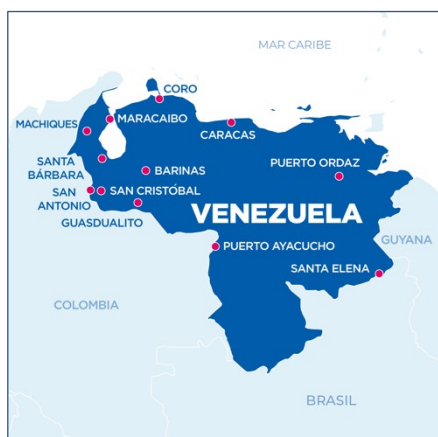 MAR CARIBE
CORO
MARACAIBO
MACHIQUES
CARACAS
SANTA
BÁRBARA
BARINAS
PUERTO ORDAZ
SAN
ANTONIO
SAN CRISTÓBAL
GUASDUALITO
VENEZUELA
PUERTO AYACUCHO
GUYANA
SANTA ELENA
COLOMBIA
BRASIL